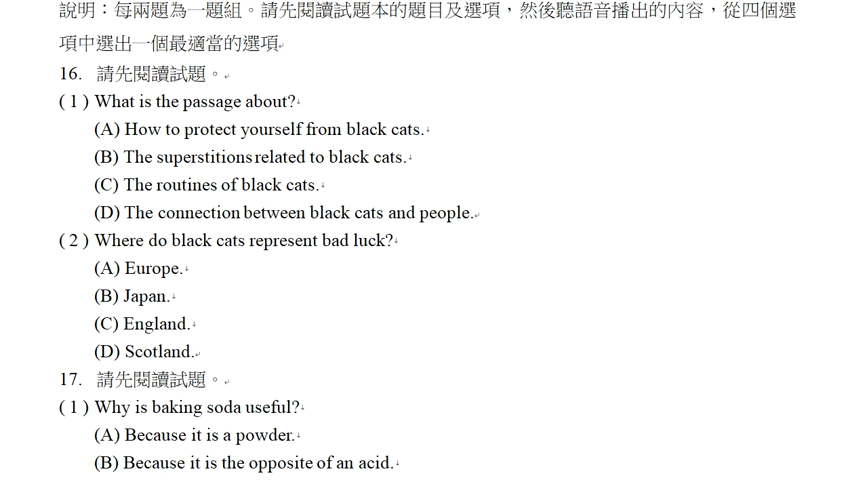 說明：每兩題為一題組。請先閱讀試題本的題目及選項，然後聽語音播出的內容，從四個選
項中選出一個最適當的選項
16. 請先閱讀試題。
( 1 ) What is the passage about?
(A) How to protect yourself from black cats.
(B) The superstitions related to black cats.
(C) The routines of black cats.
(D) The connection between black cats and people.
( 2 ) Where do black cats represent bad luck?
(A) Europe.
(B) Japan.
(C) England.
(D) Scotland.
17. 請先閱讀試題。
( 1 ) Why is baking soda useful?
(A) Because it is a powder.
(B) Because it is the opposite of an acid.